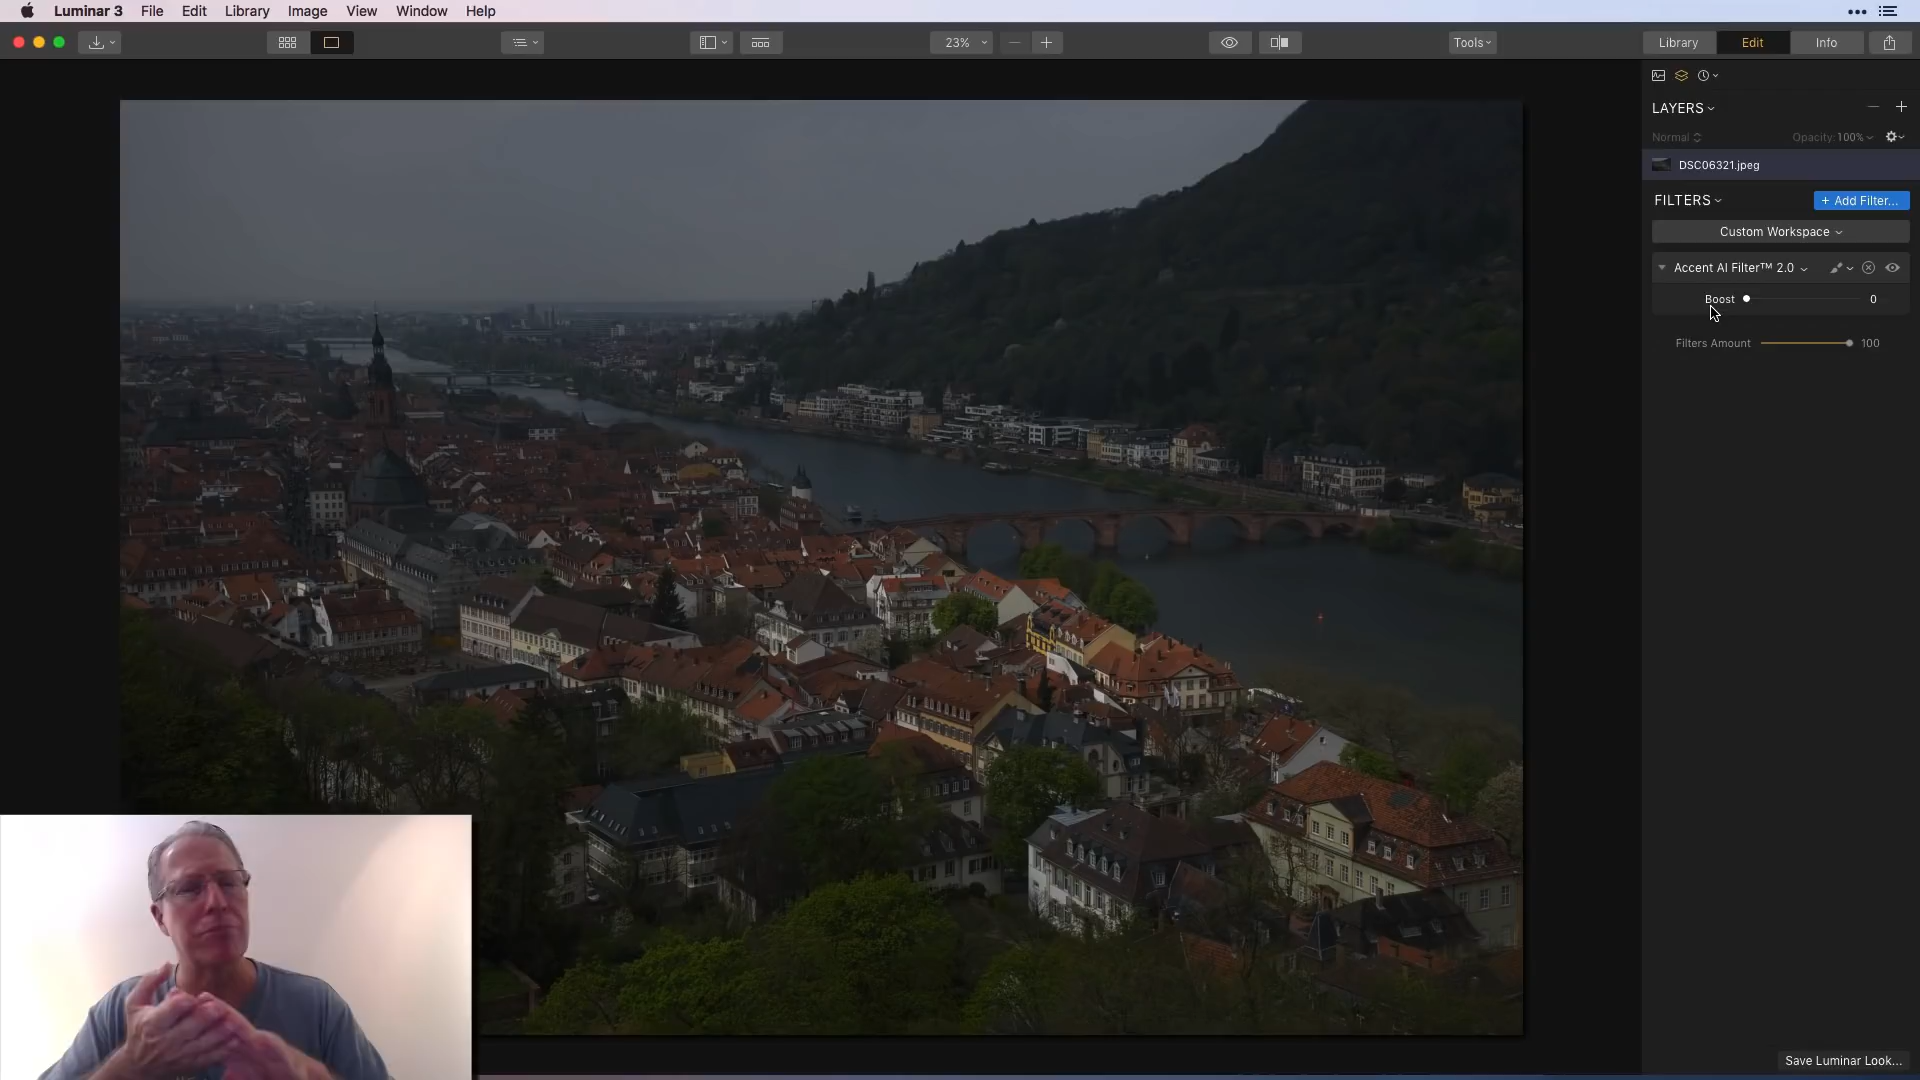 Luminar 3 File Edit Library Image View Window Help
23% Tools Library Edit Info
LAYERS
Normal Opacity: 100%
DSC06321.jpeg
FILTERS + Add Filter...
Custom Workspace
Accent AI Filter™ 2.0
Boost 0
Filters Amount 100
Save Luminar Look...